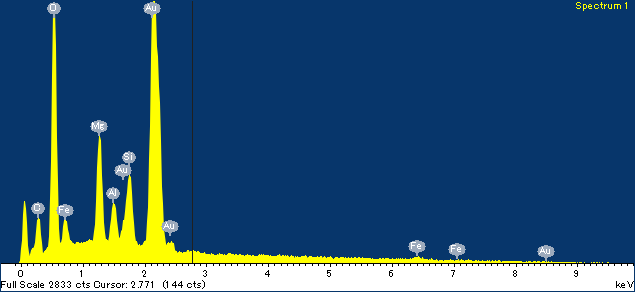 Spectrum 1
O Au
Mg
Si
Au
Al
C Fe Au
Fe Fe Au
0 1 2 3 4 5 6 7 8 9
Full Scale 2833 cts Cursor: 2.771 (144 cts) keV